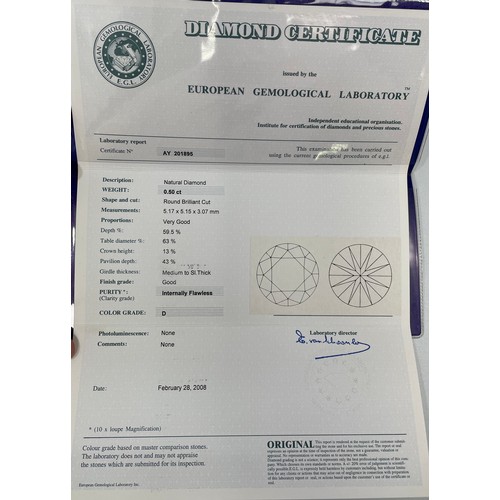 DIAMOND CERTIFICATE
EUROPEAN GEMOLOGICAL LABORATORY
E.G.L.
issued by the
EUROPEAN GEMOLOGICAL LABORATORY™
Independent educational organisation.
Institute for certification of diamonds and precious stones.
Laboratory report
Certificate N° AY 201895
This examination has been carried out
using the current gemological procedures of e.g.l.
Description: Natural Diamond
WEIGHT: 0.50 ct
Shape and cut: Round Brilliant Cut
Measurements: 5.17 x 5.15 x 3.07 mm
Proportions: Very Good
Depth % 59.5 %
Table diameter % 63 %
Crown height 13 %
Pavilion depth 43 %
Girdle thickness: Medium to Sl.Thick
Finish grade: Good
PURITY*: Internally Flawless
(Clarity grade)
COLOR GRADE: D
Photoluminescence: None
Comments: None
Laboratory director
Date: February 28, 2008
* (10 x loupe Magnification)
Colour grade based on master comparison stones.
The laboratory does not and may not appraise
the stones which are submitted for its inspection.
European Gemological Laboratory Inc.
ORIGINAL